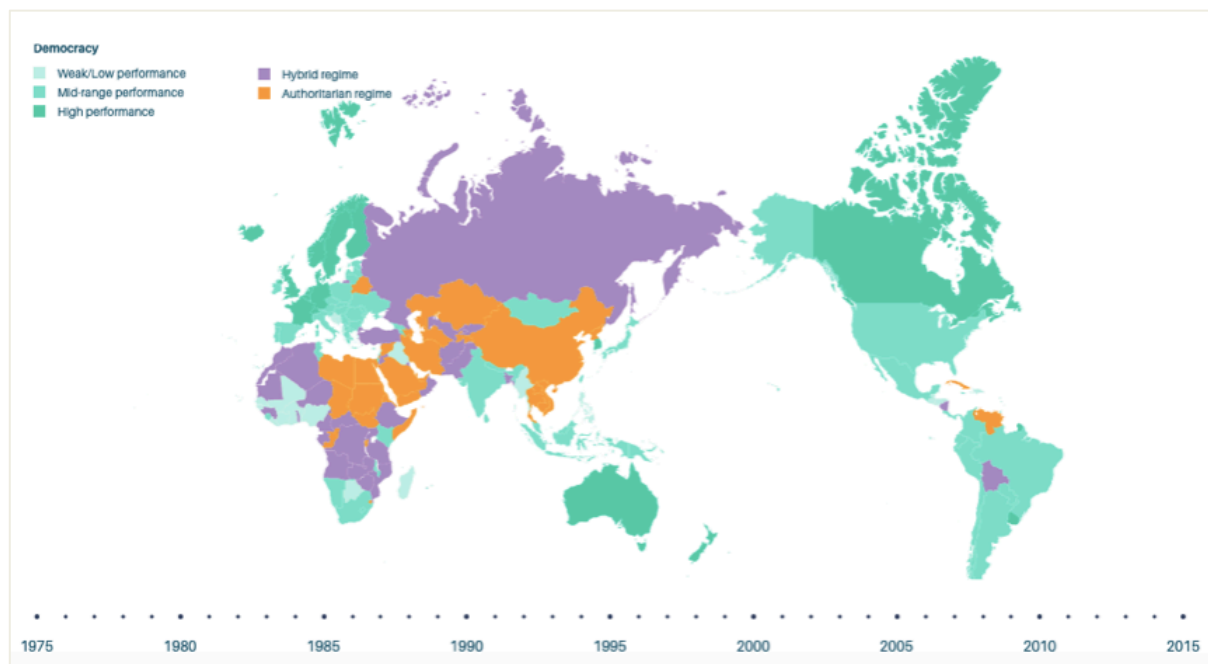 Democracy
Weak/Low performance
Mid-range performance
High performance
Hybrid regime
Authoritarian regime
1975 1980 1985 1990 1995 2000 2005 2010 2015